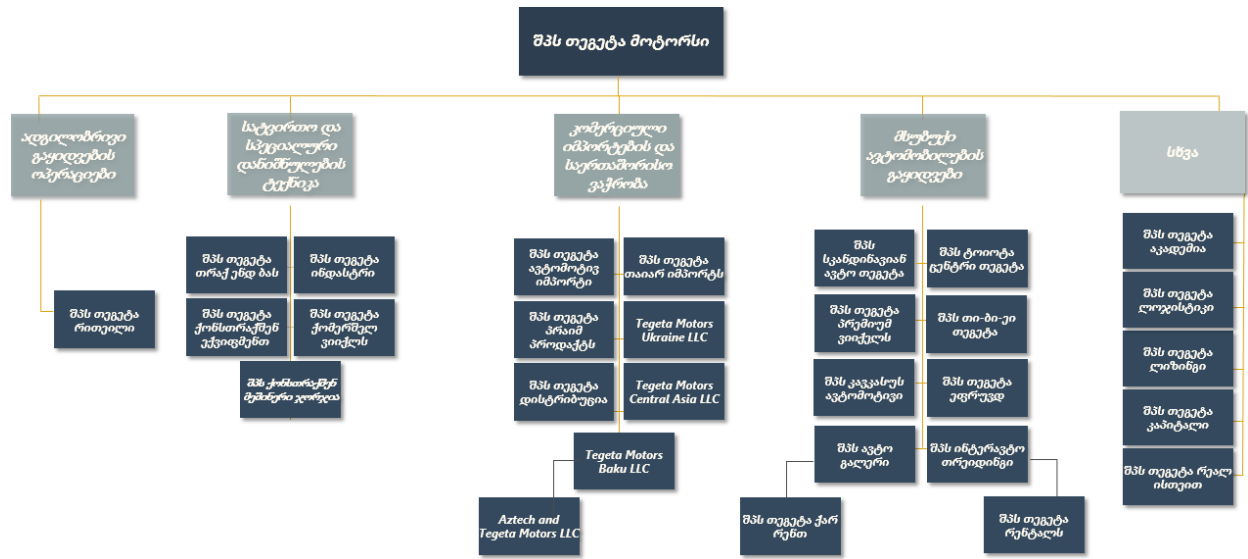 შპს თეგეტა მოტორსი
ადგილობრივი
გაყიდვების
ოპერაციები
სატვირთო და
სპეციალური
დანიშნულების
ტექნიკა
კომერციული
იმპორტების და
საერთაშორისო
ვაჭრობა
მსუბუქი
ავტომობილების
გაყიდვები
სხვა
შპს თეგეტა
რითეილი
შპს თეგეტა
თრაქ ენდ ბას
შპს თეგეტა
ინდასტრი
შპს თეგეტა
ქონსთრაქშენ
ექვიფმენთ
შპს თეგეტა
ქომერშელ
ვიიქლს
შპს ქონსთრაქშენ
მეშინერი ჯორჯია
შპს თეგეტა
ავტომოტივ
იმპორტი
შპს თეგეტა
თაიარ იმპორტს
შპს თეგეტა
პრაიმ
პროდაქტს
Tegeta Motors
Ukraine LLC
შპს თეგეტა
დისტრიბუცია
Tegeta Motors
Central Asia LLC
Tegeta Motors
Baku LLC
Aztech and
Tegeta Motors LLC
შპს
სკანდინავიან
ავტო თეგეტა
შპს ტოიოტა
ცენტრი თეგეტა
შპს თეგეტა
პრემიუმ
ვიიქელს
შპს თი-ბი-ეი
თეგეტა
შპს კავკასუს
ავტომოტივი
შპს თეგეტა
ეფრუვდ
შპს ავტო
გალერი
შპს ინტერავტო
თრეიდინგი
შპს თეგეტა ქარ
რენთ
შპს თეგეტა
რენტალს
შპს თეგეტა
აკადემია
შპს თეგეტა
ლოჯისტიკი
შპს თეგეტა
ლიზინგი
შპს თეგეტა
კაპიტალი
შპს თეგეტა რეალ
ისთეით